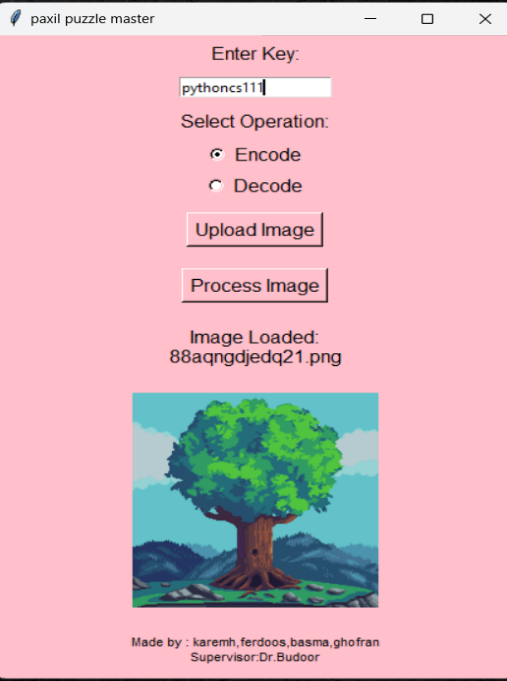 paxil puzzle master
Enter Key:
pythoncs111
Select Operation:
Encode
Decode
Upload Image
Process Image
Image Loaded:
88aqngdjedq21.png
Made by : karemh,ferdoos,basma,ghofran
Supervisor:Dr.Budoor